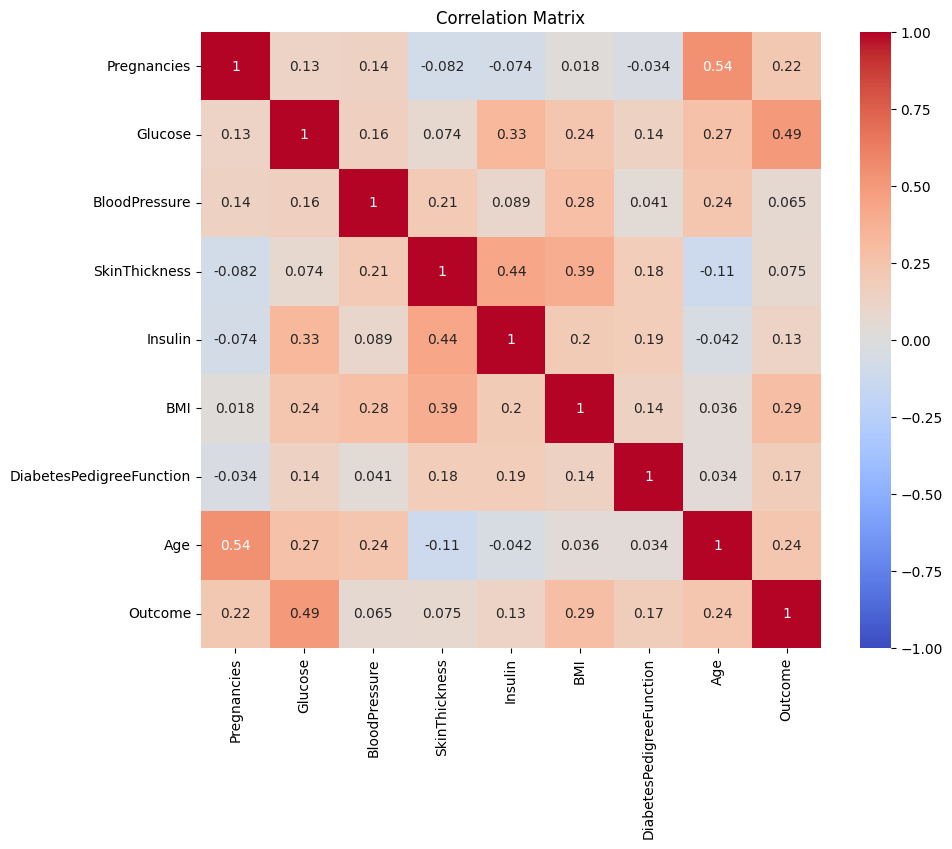 Correlation Matrix
Pregnancies 1 0.13 0.14 -0.082 -0.074 0.018 -0.034 0.54 0.22
Glucose 0.13 1 0.16 0.074 0.33 0.24 0.14 0.27 0.49
BloodPressure 0.14 0.16 1 0.21 0.089 0.28 0.041 0.24 0.065
SkinThickness -0.082 0.074 0.21 1 0.44 0.39 0.18 -0.11 0.075
Insulin -0.074 0.33 0.089 0.44 1 0.2 0.19 -0.042 0.13
BMI 0.018 0.24 0.28 0.39 0.2 1 0.14 0.036 0.29
DiabetesPedigreeFunction -0.034 0.14 0.041 0.18 0.19 0.14 1 0.034 0.17
Age 0.54 0.27 0.24 -0.11 -0.042 0.036 0.034 1 0.24
Outcome 0.22 0.49 0.065 0.075 0.13 0.29 0.17 0.24 1
Pregnancies
Glucose
BloodPressure
SkinThickness
Insulin
BMI
DiabetesPedigreeFunction
Age
Outcome
1.00
0.75
0.50
0.25
0.00
−0.25
−0.50
−0.75
−1.00